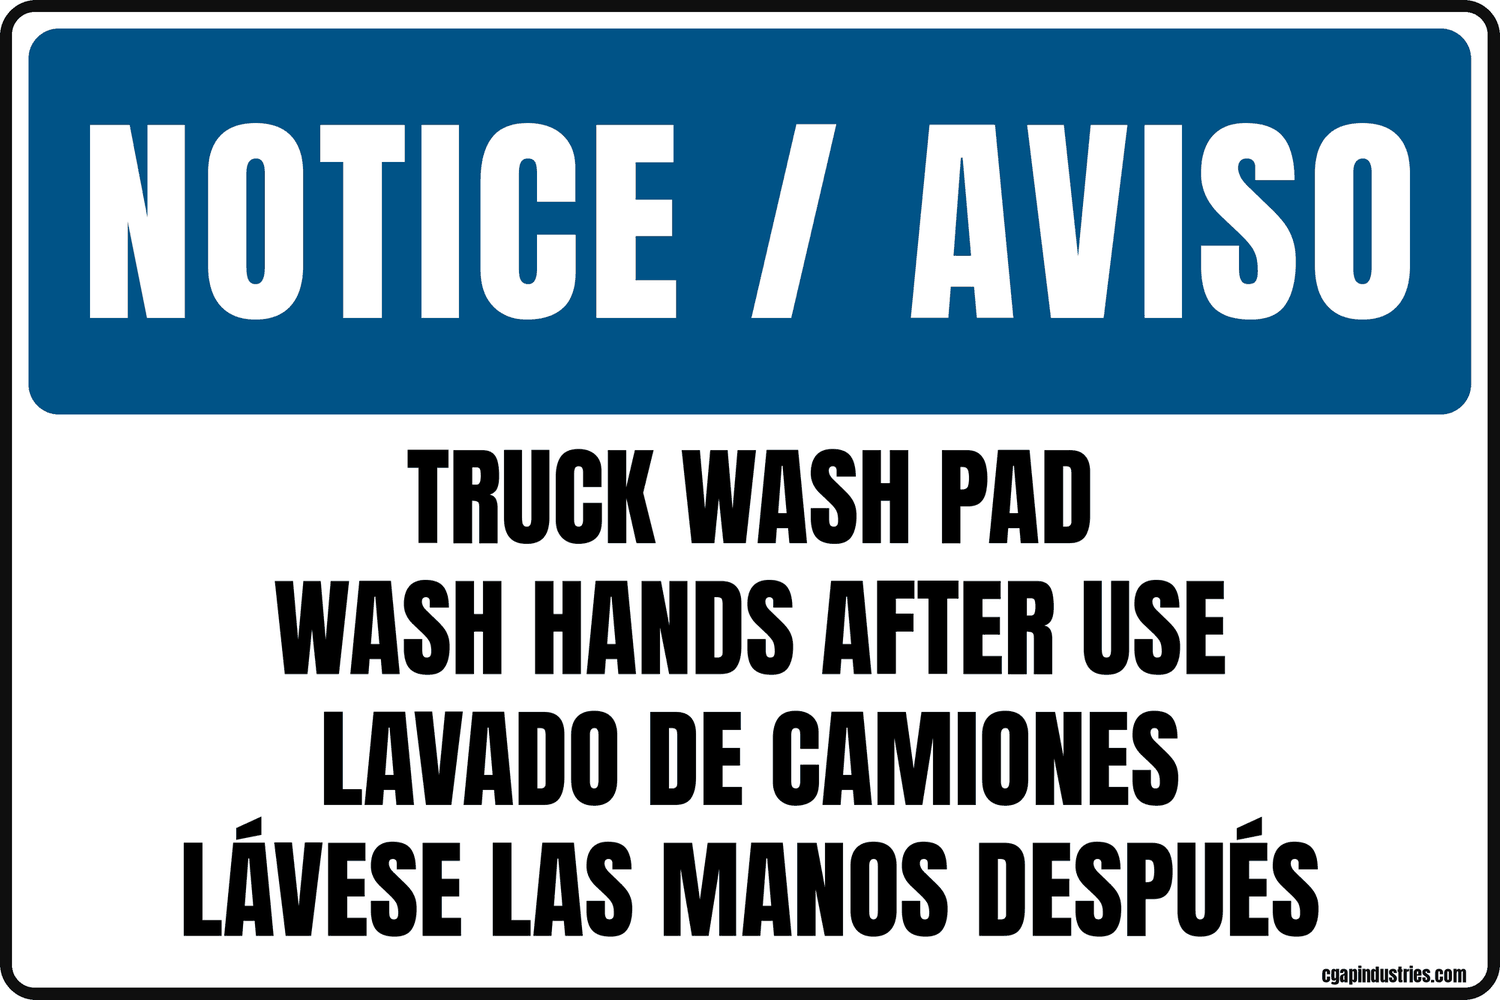 NOTICE / AVISO
TRUCK WASH PAD
WASH HANDS AFTER USE
LAVADO DE CAMIONES
LÁVESE LAS MANOS DESPUÉS
cgapindustries.com